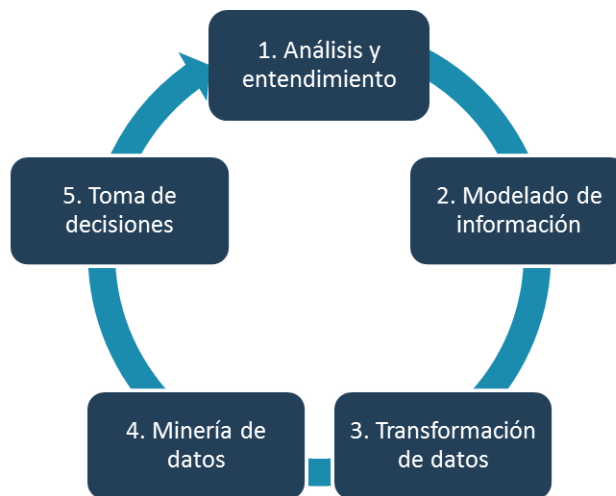 1. Análisis y
entendimiento
2. Modelado de
información
3. Transformación
de datos
4. Minería de
datos
5. Toma de
decisiones